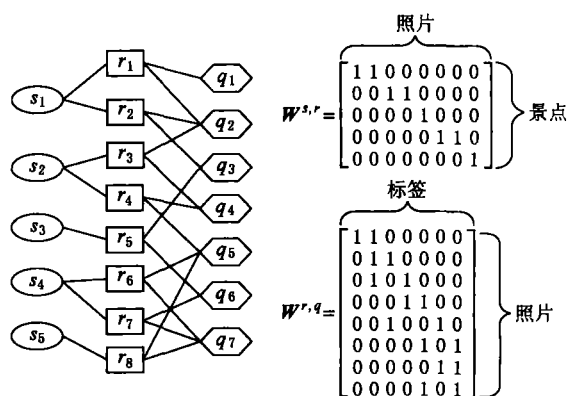 照片
r1
q1
s1
r2
q2
W^{s,r}=
1 1 0 0 0 0 0 0
0 0 1 1 0 0 0 0
0 0 0 0 1 0 0 0
0 0 0 0 0 1 1 0
0 0 0 0 0 0 0 1
景点
r3
q3
s2
r4
q4
标签
s3
r5
q5
s4
r6
q6
r7
q7
s5
r8
W^{r,q}=
1 1 0 0 0 0 0
0 1 1 0 0 0 0
0 1 0 1 0 0 0
0 0 0 1 1 0 0
0 0 1 0 0 1 0
0 0 0 0 1 0 1
0 0 0 0 0 1 1
0 0 0 0 1 0 1
照片